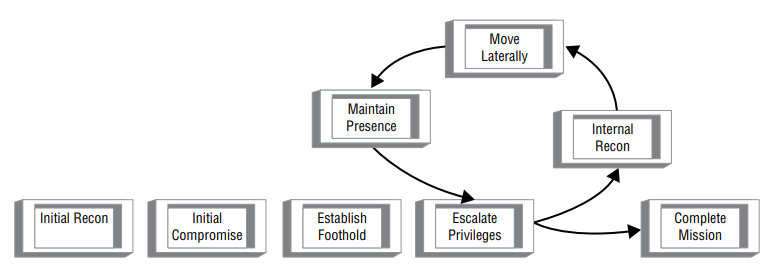 Move
Laterally
Maintain
Presence
Internal
Recon
Initial Recon
Initial
Compromise
Establish
Foothold
Escalate
Privileges
Complete
Mission